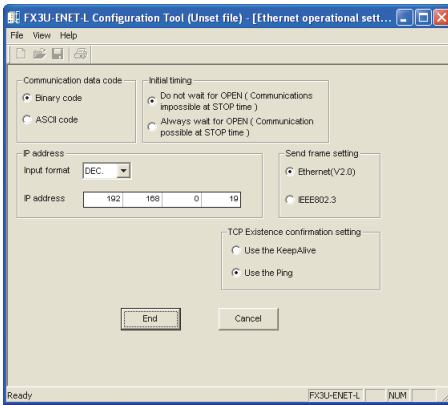 FX3U-ENET-L Configuration Tool (Unset file) - [Ethernet operational sett...
File View Help
Communication data code
Binary code
ASCII code
Initial timing
Do not wait for OPEN ( Communications
impossible at STOP time )
Always wait for OPEN ( Communication
possible at STOP time )
IP address
Input format DEC.
IP address 192 168 0 19
Send frame setting
Ethernet(V2.0)
IEEE802.3
TCP Existence confirmation setting
Use the KeepAlive
Use the Ping
End Cancel
Ready FX3U-ENET-L NUM